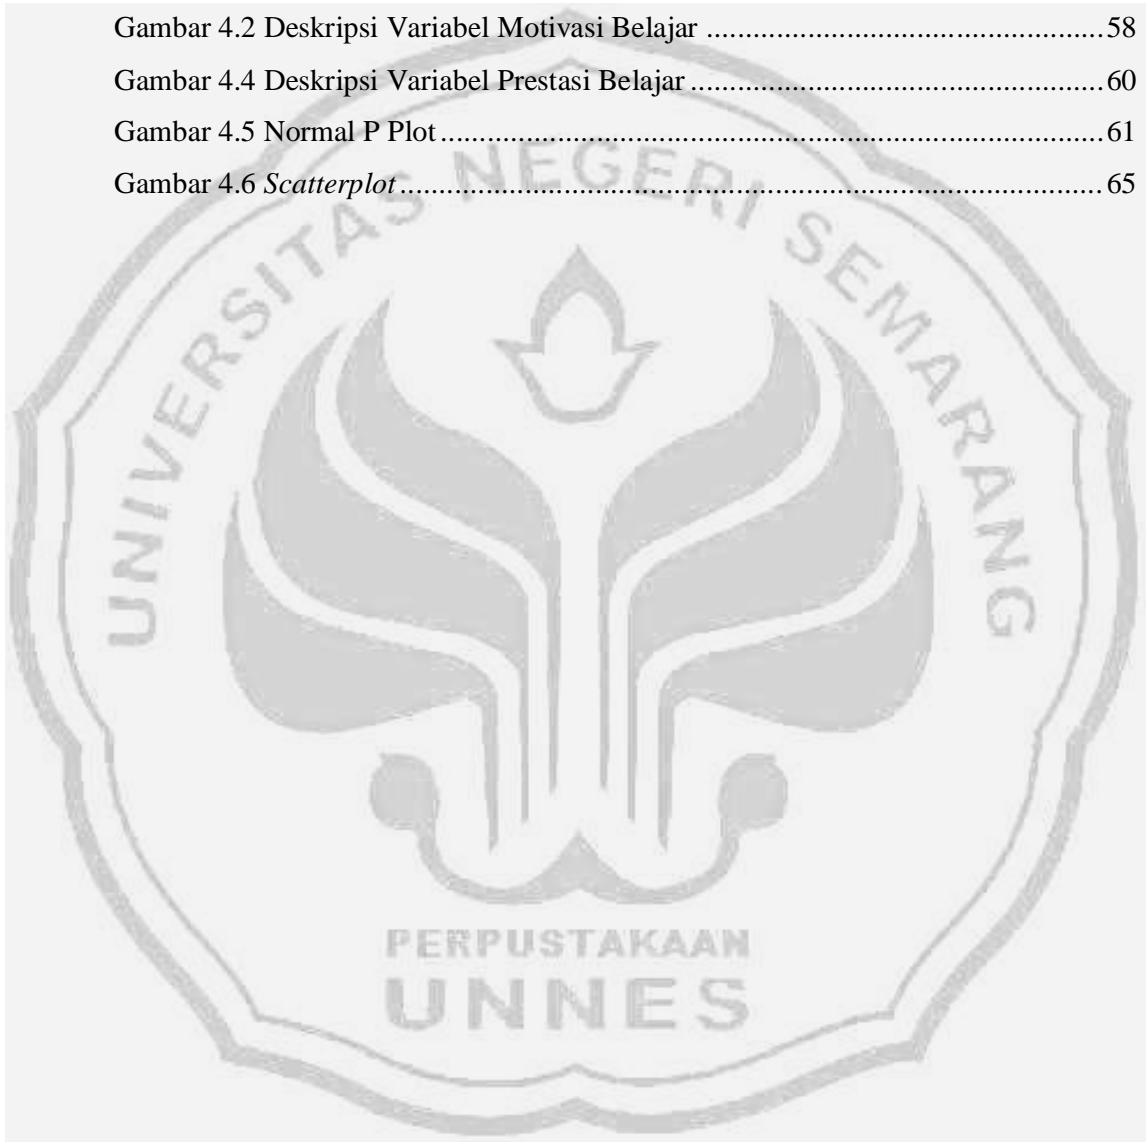 Gambar 4.2 Deskripsi Variabel Motivasi Belajar ................................................... 58
Gambar 4.4 Deskripsi Variabel Prestasi Belajar ..................................................... 60
Gambar 4.5 Normal P Plot ..................................................................................... 61
Gambar 4.6 Scatterplot .......................................................................................... 65
UNIVERSITAS NEGERI SEMARANG
PERPUSTAKAAN
UNNES